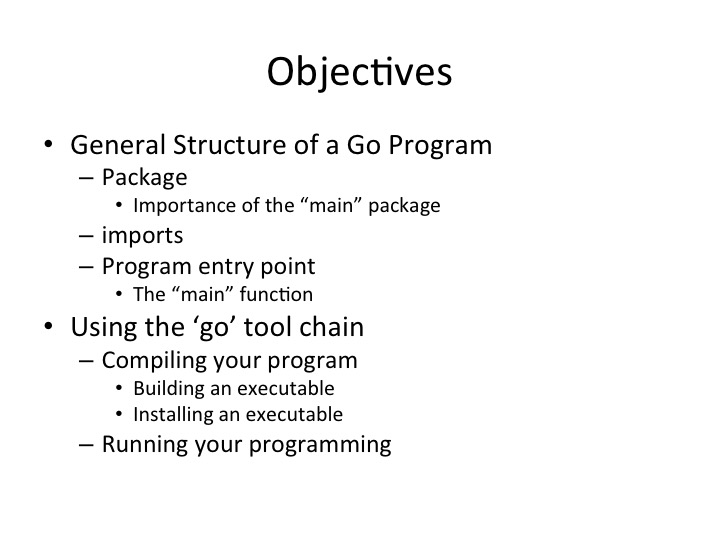 Objectives
• General Structure of a Go Program
– Package
• Importance of the “main” package
– imports
– Program entry point
• The “main” function
• Using the ‘go’ tool chain
– Compiling your program
• Building an executable
• Installing an executable
– Running your programming